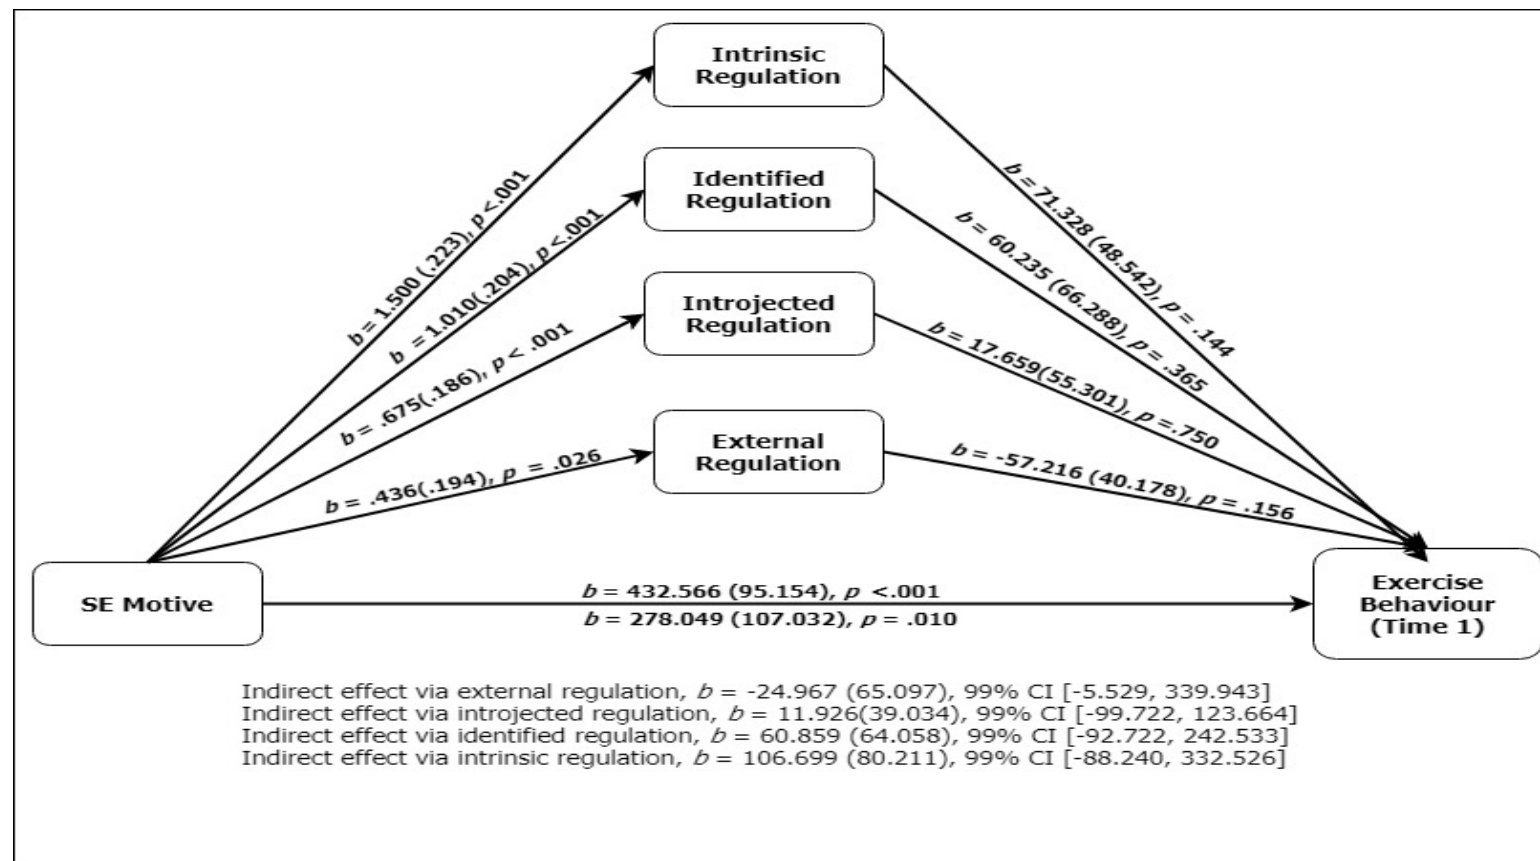 Intrinsic
Regulation
b = 1.500 (.223), p <.001
b = 71.328 (48.542), p = .144
Identified
Regulation
b = 1.010(.204), p <.001
b = 60.235 (66.288), p = .365
Introjected
Regulation
b = .675(.186), p < .001
b = 17.659(55.301), p =.750
External
Regulation
b = .436(.194), p = .026
b = -57.216 (40.178), p = .156
SE Motive
b = 432.566 (95.154), p <.001
b = 278.049 (107.032), p = .010
Exercise
Behaviour
(Time 1)
Indirect effect via external regulation, b = -24.967 (65.097), 99% CI [-5.529, 339.943]
Indirect effect via introjected regulation, b = 11.926(39.034), 99% CI [-99.722, 123.664]
Indirect effect via identified regulation, b = 60.859 (64.058), 99% CI [-92.722, 242.533]
Indirect effect via intrinsic regulation, b = 106.699 (80.211), 99% CI [-88.240, 332.526]